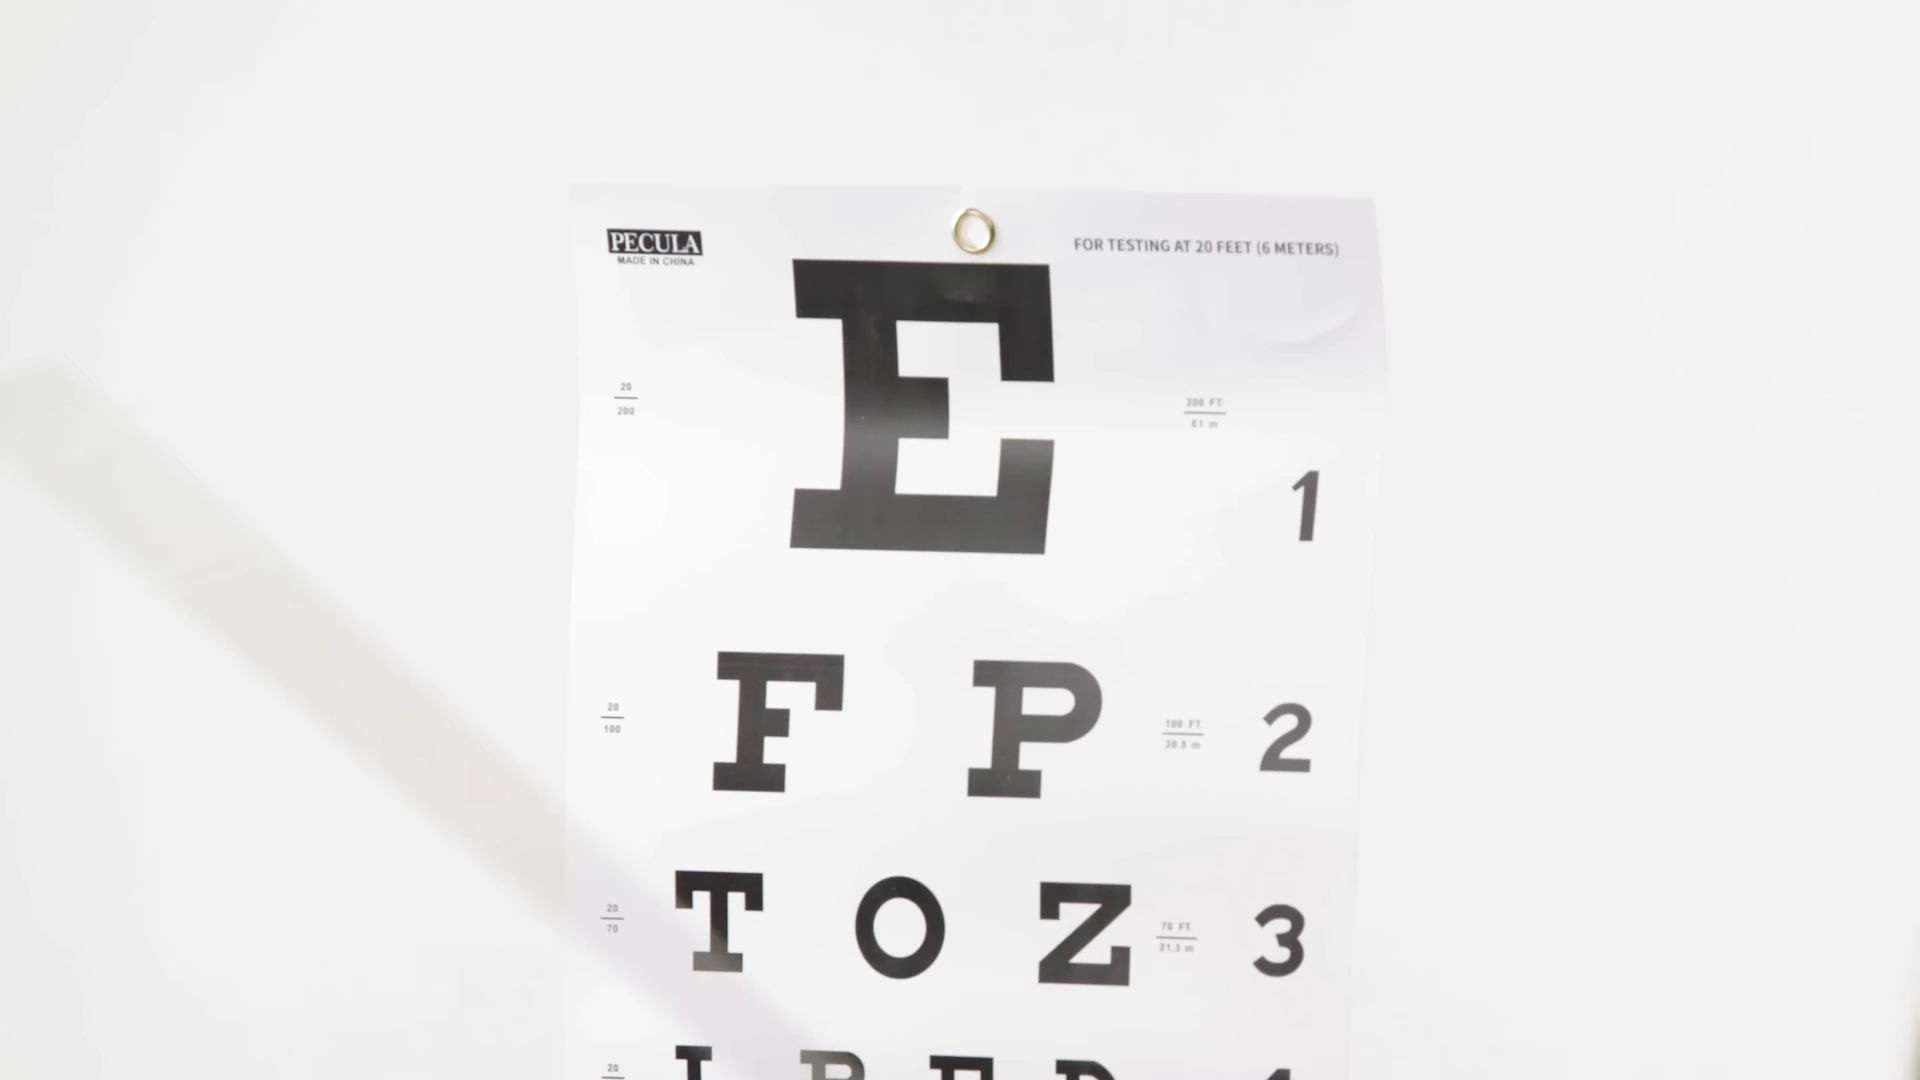 PECULA
MADE IN CHINA
FOR TESTING AT 20 FEET (6 METERS)
E
20
200
200 FT.
61 m
1
F P
20
100
100 FT.
30.5 m
2
T O Z
20
70
70 FT.
21.3 m
3
20